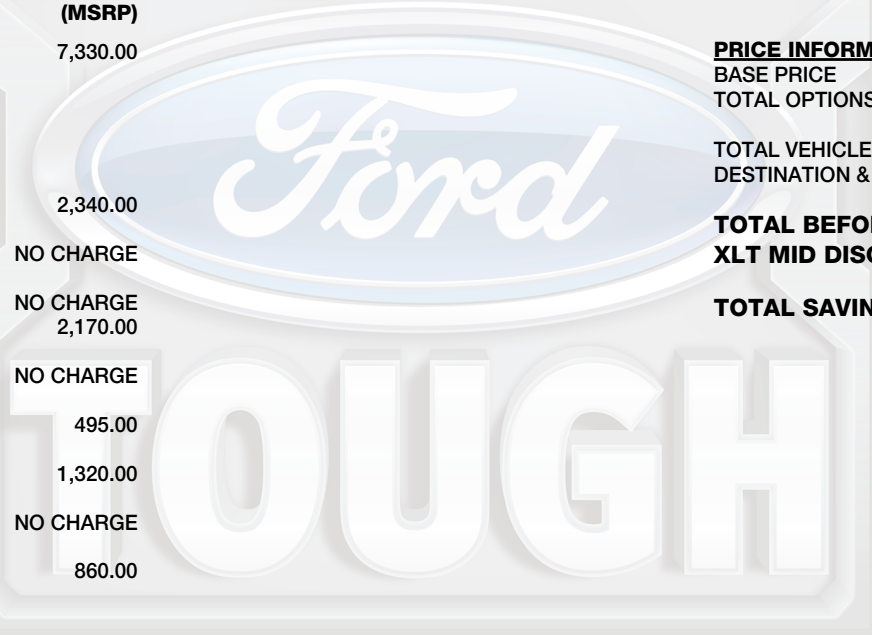 (MSRP)
7,330.00
2,340.00
NO CHARGE
NO CHARGE
2,170.00
NO CHARGE
495.00
1,320.00
NO CHARGE
860.00
PRICE INFORM
BASE PRICE
TOTAL OPTIONS
TOTAL VEHICLE
DESTINATION &
TOTAL BEFO
XLT MID DISC
TOTAL SAVIN
Ford
TOUGH